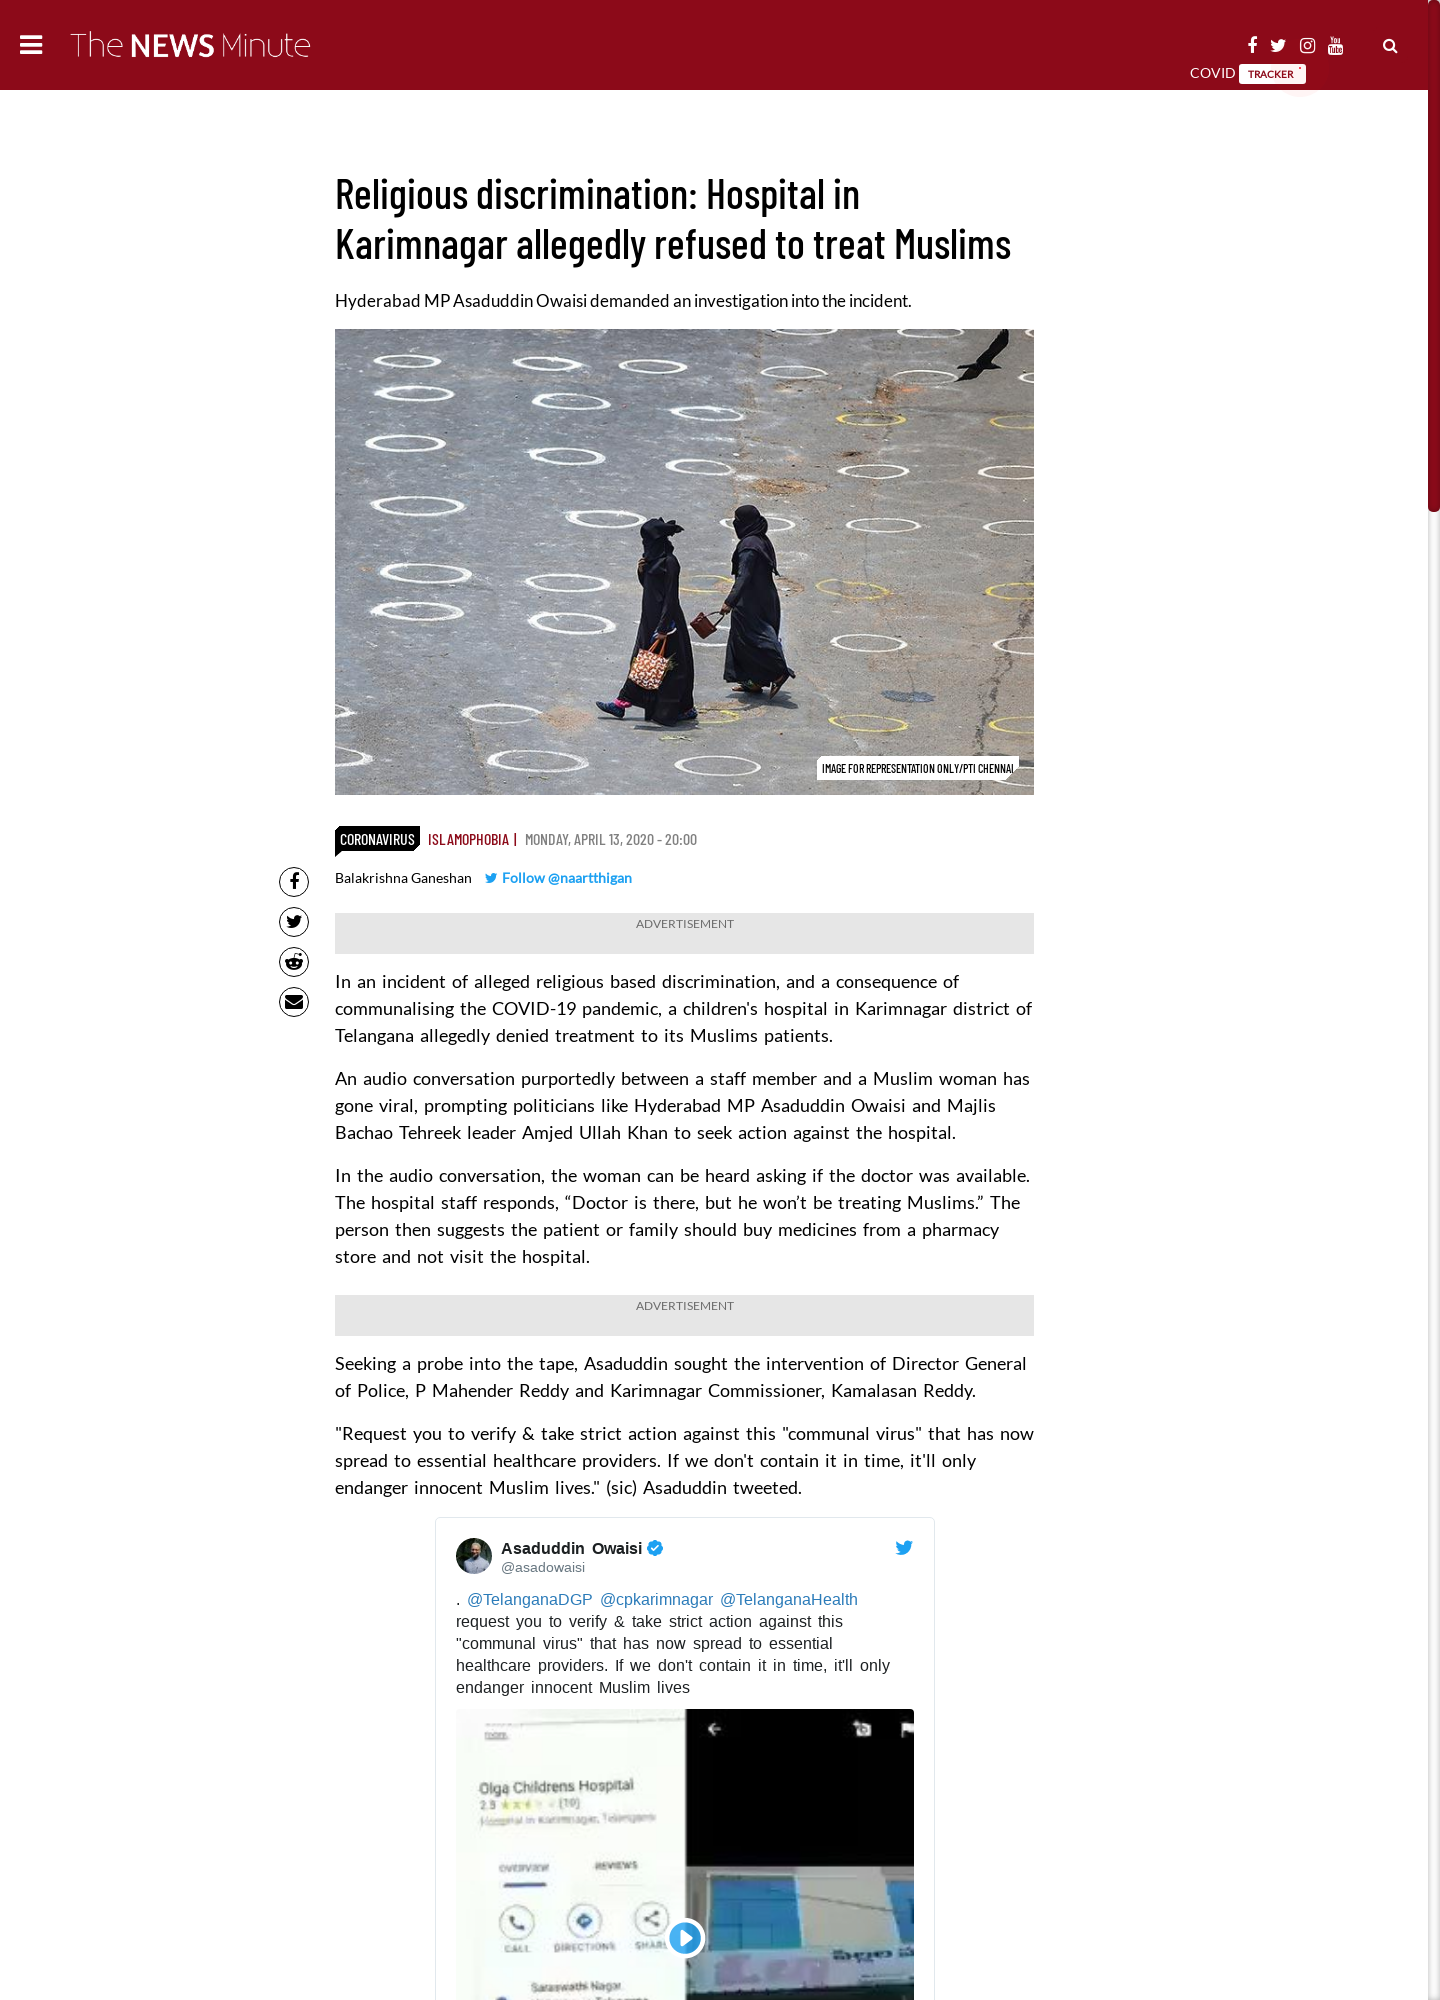 The NEWS Minute
COVID TRACKER
Religious discrimination: Hospital in
Karimnagar allegedly refused to treat Muslims
Hyderabad MP Asaduddin Owaisi demanded an investigation into the incident.
IMAGE FOR REPRESENTATION ONLY/PTI CHENNAI
CORONAVIRUS ISLAMOPHOBIA | MONDAY, APRIL 13, 2020 - 20:00
Balakrishna Ganeshan Follow @naartthigan
ADVERTISEMENT
In an incident of alleged religious based discrimination, and a consequence of
communalising the COVID-19 pandemic, a children's hospital in Karimnagar district of
Telangana allegedly denied treatment to its Muslims patients.
An audio conversation purportedly between a staff member and a Muslim woman has
gone viral, prompting politicians like Hyderabad MP Asaduddin Owaisi and Majlis
Bachao Tehreek leader Amjed Ullah Khan to seek action against the hospital.
In the audio conversation, the woman can be heard asking if the doctor was available.
The hospital staff responds, “Doctor is there, but he won’t be treating Muslims.” The
person then suggests the patient or family should buy medicines from a pharmacy
store and not visit the hospital.
ADVERTISEMENT
Seeking a probe into the tape, Asaduddin sought the intervention of Director General
of Police, P Mahender Reddy and Karimnagar Commissioner, Kamalasan Reddy.
"Request you to verify & take strict action against this "communal virus" that has now
spread to essential healthcare providers. If we don't contain it in time, it'll only
endanger innocent Muslim lives." (sic) Asaduddin tweeted.
Asaduddin Owaisi
@asadowaisi
. @TelanganaDGP @cpkarimnagar @TelanganaHealth
request you to verify & take strict action against this
"communal virus" that has now spread to essential
healthcare providers. If we don't contain it in time, it'll only
endanger innocent Muslim lives
more.
Olga Childrens Hospital
2.3 (10)
Hospital in Karimnagar, Telangana
OVERVIEW REVIEWS
CALL DIRECTIONS SHARE
Saraswathi Nagar